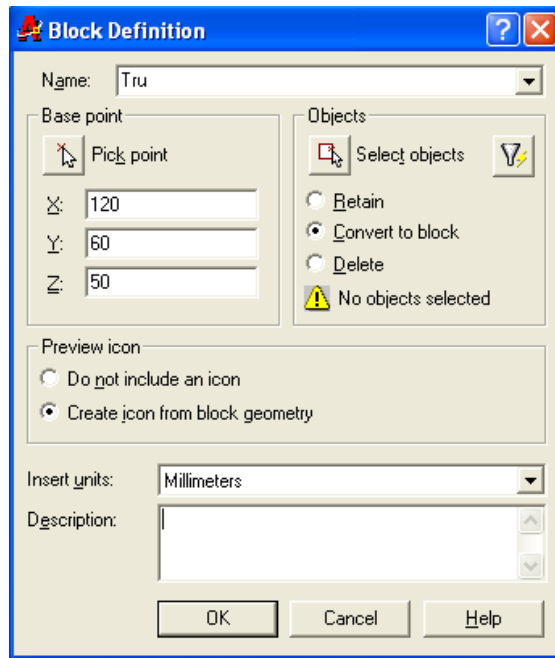 Block Definition
Name: Tru
Base point
Pick point
X: 120
Y: 60
Z: 50
Objects
Select objects
Retain
Convert to block
Delete
No objects selected
Preview icon
Do not include an icon
Create icon from block geometry
Insert units: Millimeters
Description:
OK Cancel Help